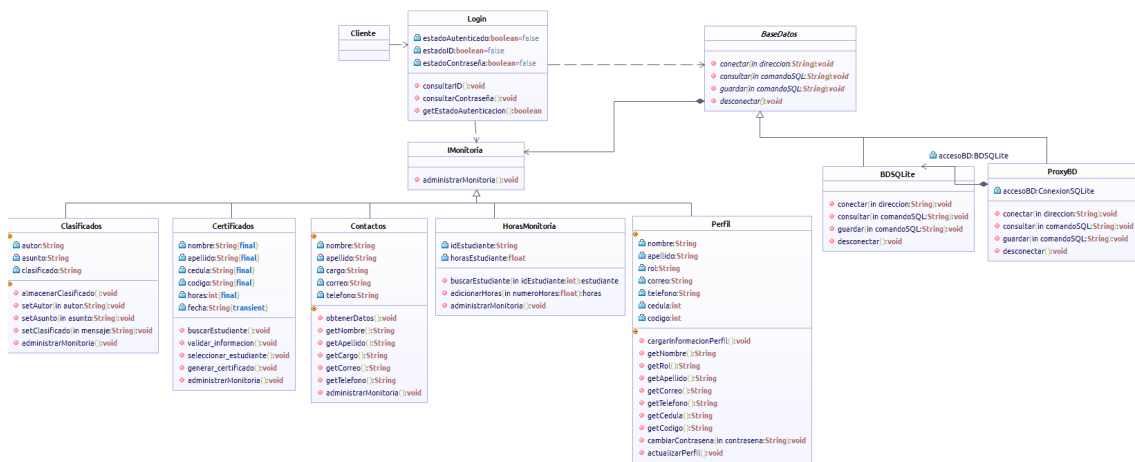 Cliente
Login
estadoAutenticado:boolean=false
estadoID:boolean=false
estadoContraseña:boolean=false
consultarID():void
consultarContraseña():void
getEstadoAutenticacion():boolean
BaseDatos
conectar(in direccion:String):void
consultar(in comandoSQL:String):void
guardar(in comandoSQL:String):void
desconectar():void
IMonitoria
administrarMonitoria():void
accesoBD:BDSQLite
BDSQLite
conectar(in direccion:String):void
consultar(in comandoSQL:String):void
guardar(in comandoSQL:String):void
desconectar():void
ProxyBD
accesoBD:ConexionSQLite
conectar(in direccion:String):void
consultar(in comandoSQL:String):void
guardar(in comandoSQL:String):void
desconectar():void
Clasificados
autor:String
asunto:String
clasificado:String
almacenarClasificado():void
setAutor(in autor:String):void
setAsunto(in asunto:String):void
setClasificado(in mensaje:String):void
administrarMonitoria():void
Certificados
nombre:String{final}
apellido:String{final}
cedula:String{final}
codigo:String{final}
horas:int{final}
fecha:String{transient}
buscarEstudiante():void
validar_informacion():void
seleccionar_estudiante():void
generar_certificado():void
administrarMonitoria():void
Contactos
nombre:String
apellido:String
cargo:String
correo:String
telefono:String
obtenerDatos():void
getNombre():String
getApellido():String
getCargo():String
getCorreo():String
getTelefono():String
administrarMonitoria():void
HorasMonitoria
idEstudiante:String
horasEstudiante:float
buscarEstudiante(in idEstudiante:int):estudiante
adicionarHoras(in numeroHoras:float):horas
administrarMonitoria():void
Perfil
nombre:String
apellido:String
rol:String
correo:String
telefono:String
cedula:int
codigo:int
cargarInformacionPerfil():void
getNombre():String
getRol():String
getApellido():String
getCorreo():String
getTelefono():String
getCedula():String
getCodigo():String
cambiarContrasena(in contrasena:String):void
actualizarPerfil():void